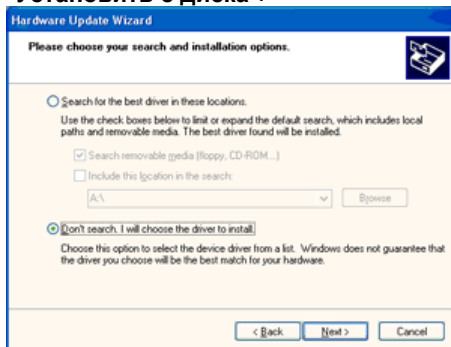 Установить с диска
Hardware Update Wizard
Please choose your search and installation options.
Search for the best driver in these locations.
Use the check boxes below to limit or expand the default search, which includes local
paths and removable media. The best driver found will be installed.
Search removable media (floppy, CD-ROM...)
Include this location in the search:
A:\
Browse
Don't search. I will choose the driver to install.
Choose this option to select the device driver from a list. Windows does not guarantee that
the driver you choose will be the best match for your hardware.
< Back Next > Cancel